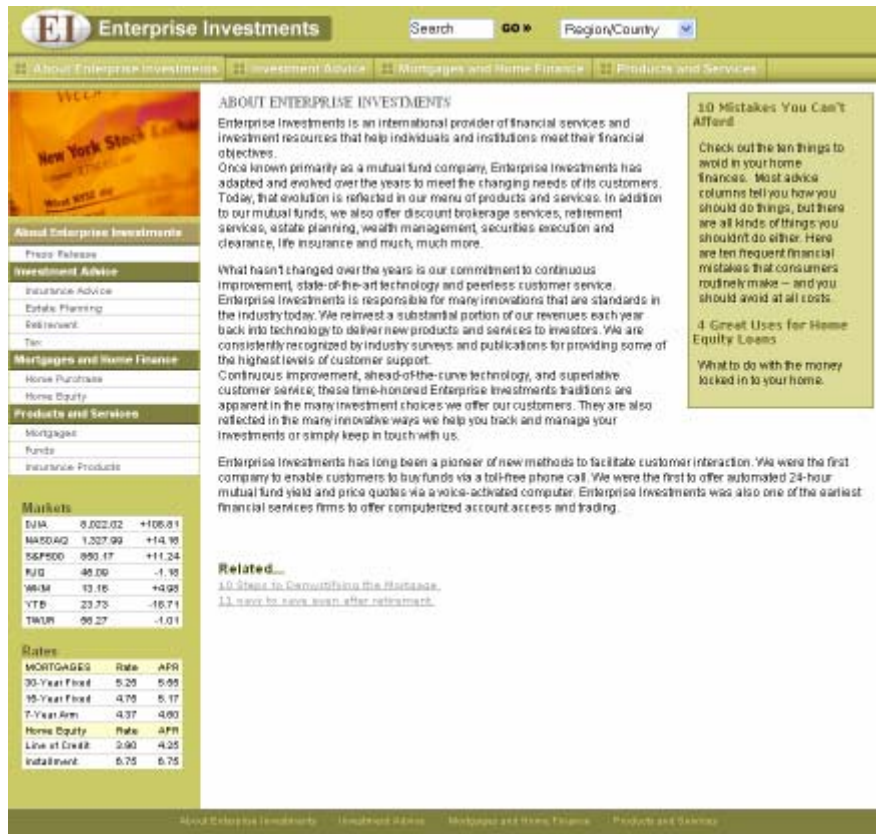 EI Enterprise Investments
Search GO » Region/Country
About Enterprise Investments Investment Advice Mortgages and Home Finance Products and Services
New York Stock
ABOUT ENTERPRISE INVESTMENTS
Enterprise Investments is an international provider of financial services and
investment resources that help individuals and institutions meet their financial
objectives.
Once known primarily as a mutual fund company, Enterprise Investments has
adapted and evolved over the years to meet the changing needs of its customers.
Today, that evolution is reflected in our menu of products and services. In addition
to our mutual funds, we also offer discount brokerage services, retirement
services, estate planning, wealth management, securities execution and
clearance, life insurance and much, much more.
What hasn't changed over the years is our commitment to continuous
improvement, state-of-the-art technology and peerless customer service.
Enterprise Investments is responsible for many innovations that are standards in
the industry today. We reinvest a substantial portion of our revenues each year
back into technology to deliver new products and services to investors. We are
consistently recognized by industry surveys and publications for providing some of
the highest levels of customer support.
Continuous improvement, ahead-of-the-curve technology, and superlative
customer service; these time-honored Enterprise Investments traditions are
apparent in the many investment choices we offer our customers. They are also
reflected in the many innovative ways we help you track and manage your
investments or simply keep in touch with us.
Enterprise Investments has long been a pioneer of new methods to facilitate customer interaction. We were the first
company to enable customers to buy funds via a toll-free phone call. We were the first to offer automated 24-hour
mutual fund yield and price quotes via a voice-activated computer. Enterprise Investments was also one of the earliest
financial services firms to offer computerized account access and trading.
Related...
10 Steps to Demystifying the Mortgage.
11 ways to save even after retirement.
10 Mistakes You Can't
Afford
Check out the ten things to
avoid in your home
finances. Most advice
columns tell you how you
should do things, but there
are all kinds of things you
shouldn't do either. Here
are ten frequent financial
mistakes that consumers
routinely make – and you
should avoid at all costs.
4 Great Uses for Home
Equity Loans
What to do with the money
locked in to your home.
About Enterprise Investments
Press Release
Investment Advice
Insurance Advice
Estate Planning
Retirement
Tax
Mortgages and Home Finance
Home Purchase
Home Equity
Products and Services
Mortgages
Funds
Insurance Products
Markets
DJIA 8,022.02 +108.81
NASDAQ 1,327.99 +14.16
S&P500 860.17 +11.24
RJQ 46.09 -1.18
WKM 13.16 +4.98
YTB 23.73 -16.71
TWUR 66.27 -1.01
Rates
MORTGAGES Rate APR
30-Year Fixed 5.25 5.66
15-Year Fixed 4.76 5.17
7-Year Arm 4.37 4.60
Home Equity Rate APR
Line of Credit 3.90 4.25
Installment 6.75 6.75
About Enterprise Investments Investment Advice Mortgages and Home Finance Products and Services